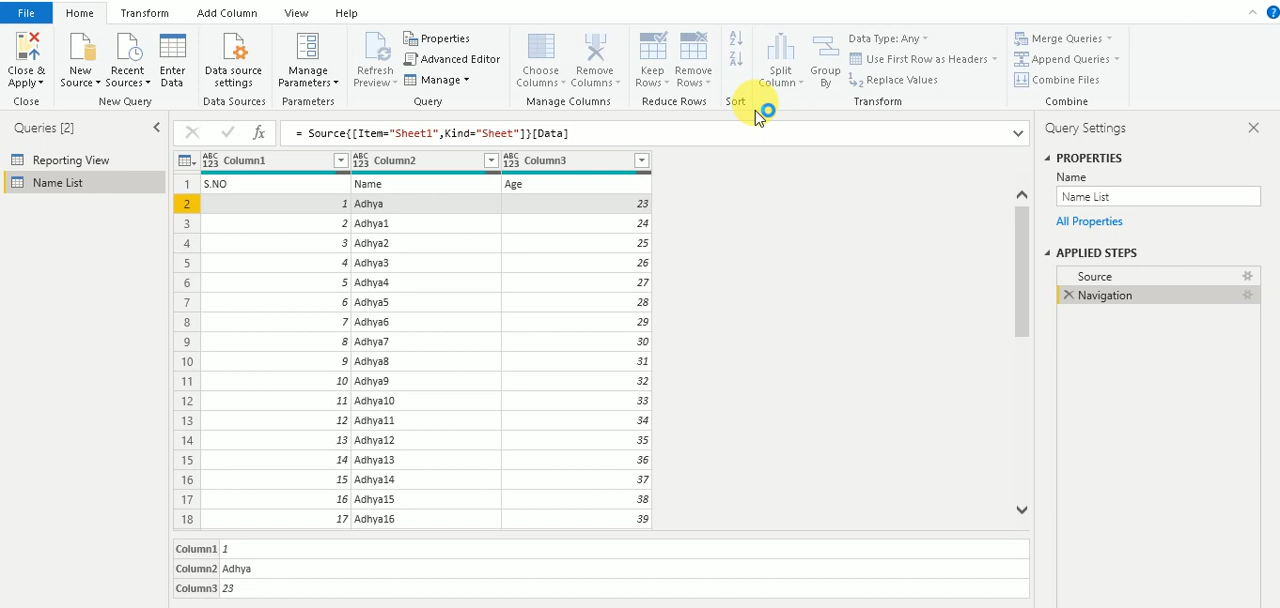 File Home Transform Add Column View Help
Close & Apply New Source Recent Sources Enter Data Data source settings Manage Parameters Refresh Preview Properties Advanced Editor Manage Choose Columns Remove Columns Keep Rows Remove Rows Split Column Group By Data Type: Any Use First Row as Headers Replace Values Merge Queries Append Queries Combine Files
Close New Query Data Sources Parameters Query Manage Columns Reduce Rows Sort Transform Combine
Queries [2]
Reporting View
Name List
fx = Source{[Item="Sheet1",Kind="Sheet"]}[Data]
ABC 123 Column1 ABC 123 Column2 ABC 123 Column3
1 S.NO Name Age
2 1 Adhya 23
3 2 Adhya1 24
4 3 Adhya2 25
5 4 Adhya3 26
6 5 Adhya4 27
7 6 Adhya5 28
8 7 Adhya6 29
9 8 Adhya7 30
10 9 Adhya8 31
11 10 Adhya9 32
12 11 Adhya10 33
13 12 Adhya11 34
14 13 Adhya12 35
15 14 Adhya13 36
16 15 Adhya14 37
17 16 Adhya15 38
18 17 Adhya16 39
Column1 1
Column2 Adhya
Column3 23
Query Settings
PROPERTIES
Name
Name List
All Properties
APPLIED STEPS
Source
Navigation